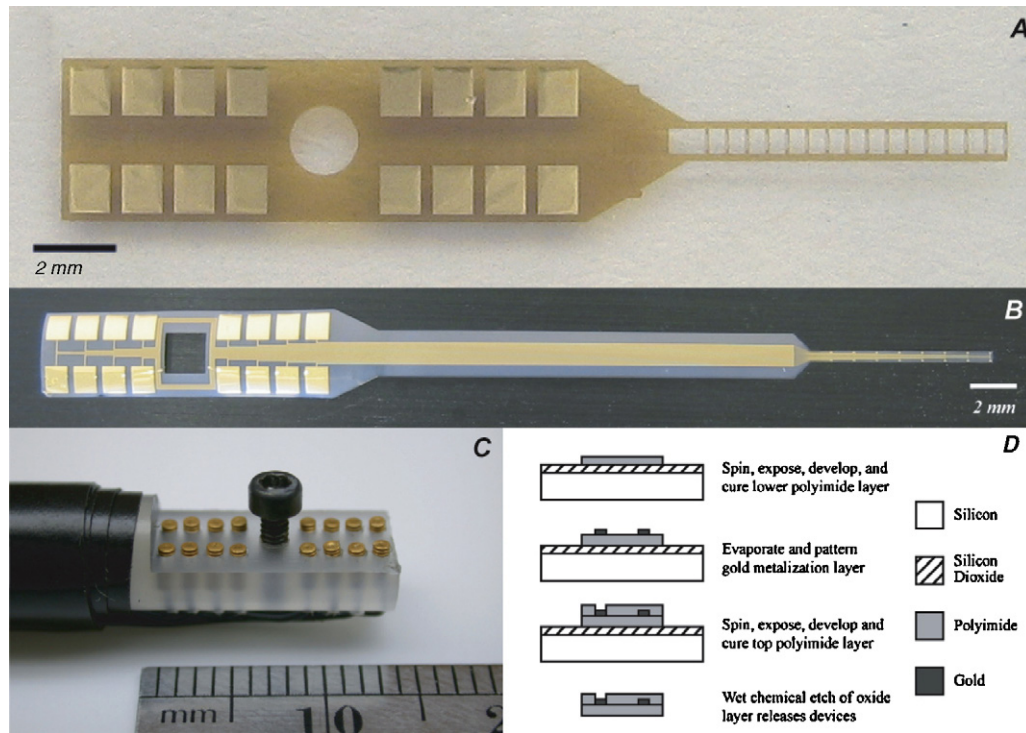 A
2 mm
B
2 mm
C
mm
10
D
Spin, expose, develop, and
cure lower polyimide layer
Evaporate and pattern
gold metalization layer
Spin, expose, develop and
cure top polyimide layer
Wet chemical etch of oxide
layer releases devices
Silicon
Silicon
Dioxide
Polyimide
Gold